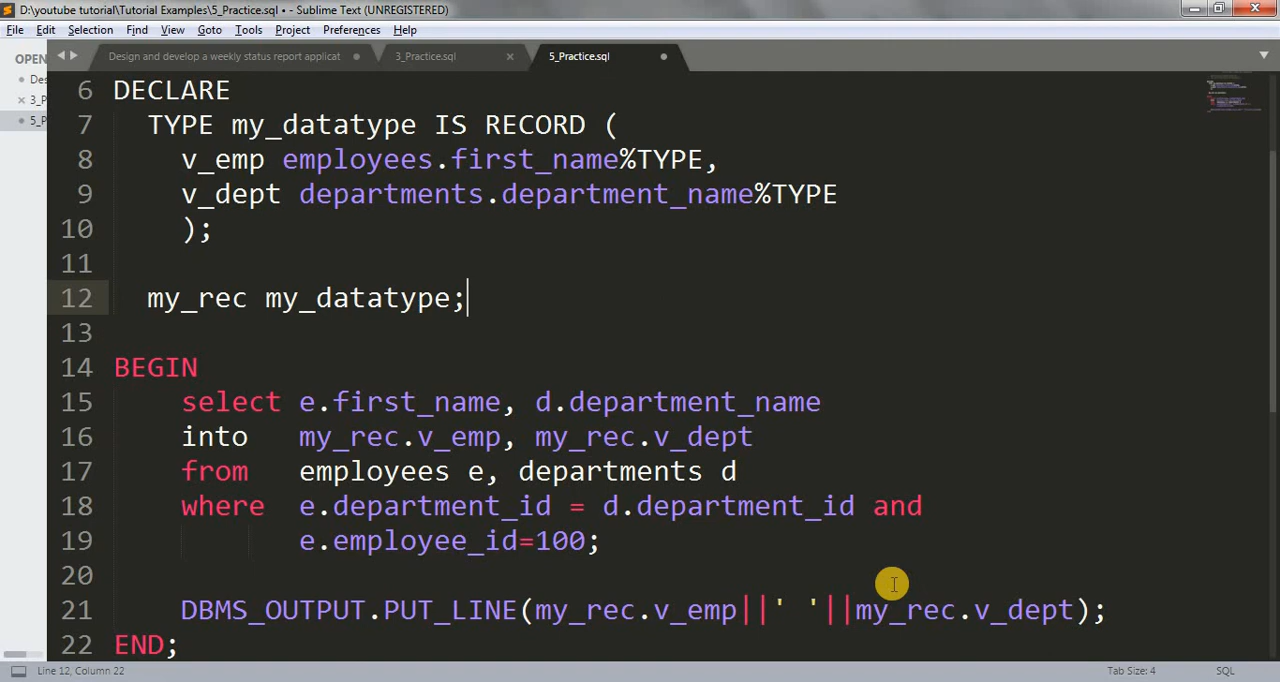 D:\youtube tutorial\Tutorial Examples\5_Practice.sql • - Sublime Text (UNREGISTERED)
File Edit Selection Find View Goto Tools Project Preferences Help
OPEN Design and develop a weekly status report applicat 3_Practice.sql 5_Practice.sql
Des
3_P
5_P
6 DECLARE
7 TYPE my_datatype IS RECORD (
8 v_emp employees.first_name%TYPE,
9 v_dept departments.department_name%TYPE
10 );
11
12 my_rec my_datatype;
13
14 BEGIN
15 select e.first_name, d.department_name
16 into my_rec.v_emp, my_rec.v_dept
17 from employees e, departments d
18 where e.department_id = d.department_id and
19 e.employee_id=100;
20
21 DBMS_OUTPUT.PUT_LINE(my_rec.v_emp||' '||my_rec.v_dept);
22 END;
Line 12, Column 22 Tab Size: 4 SQL